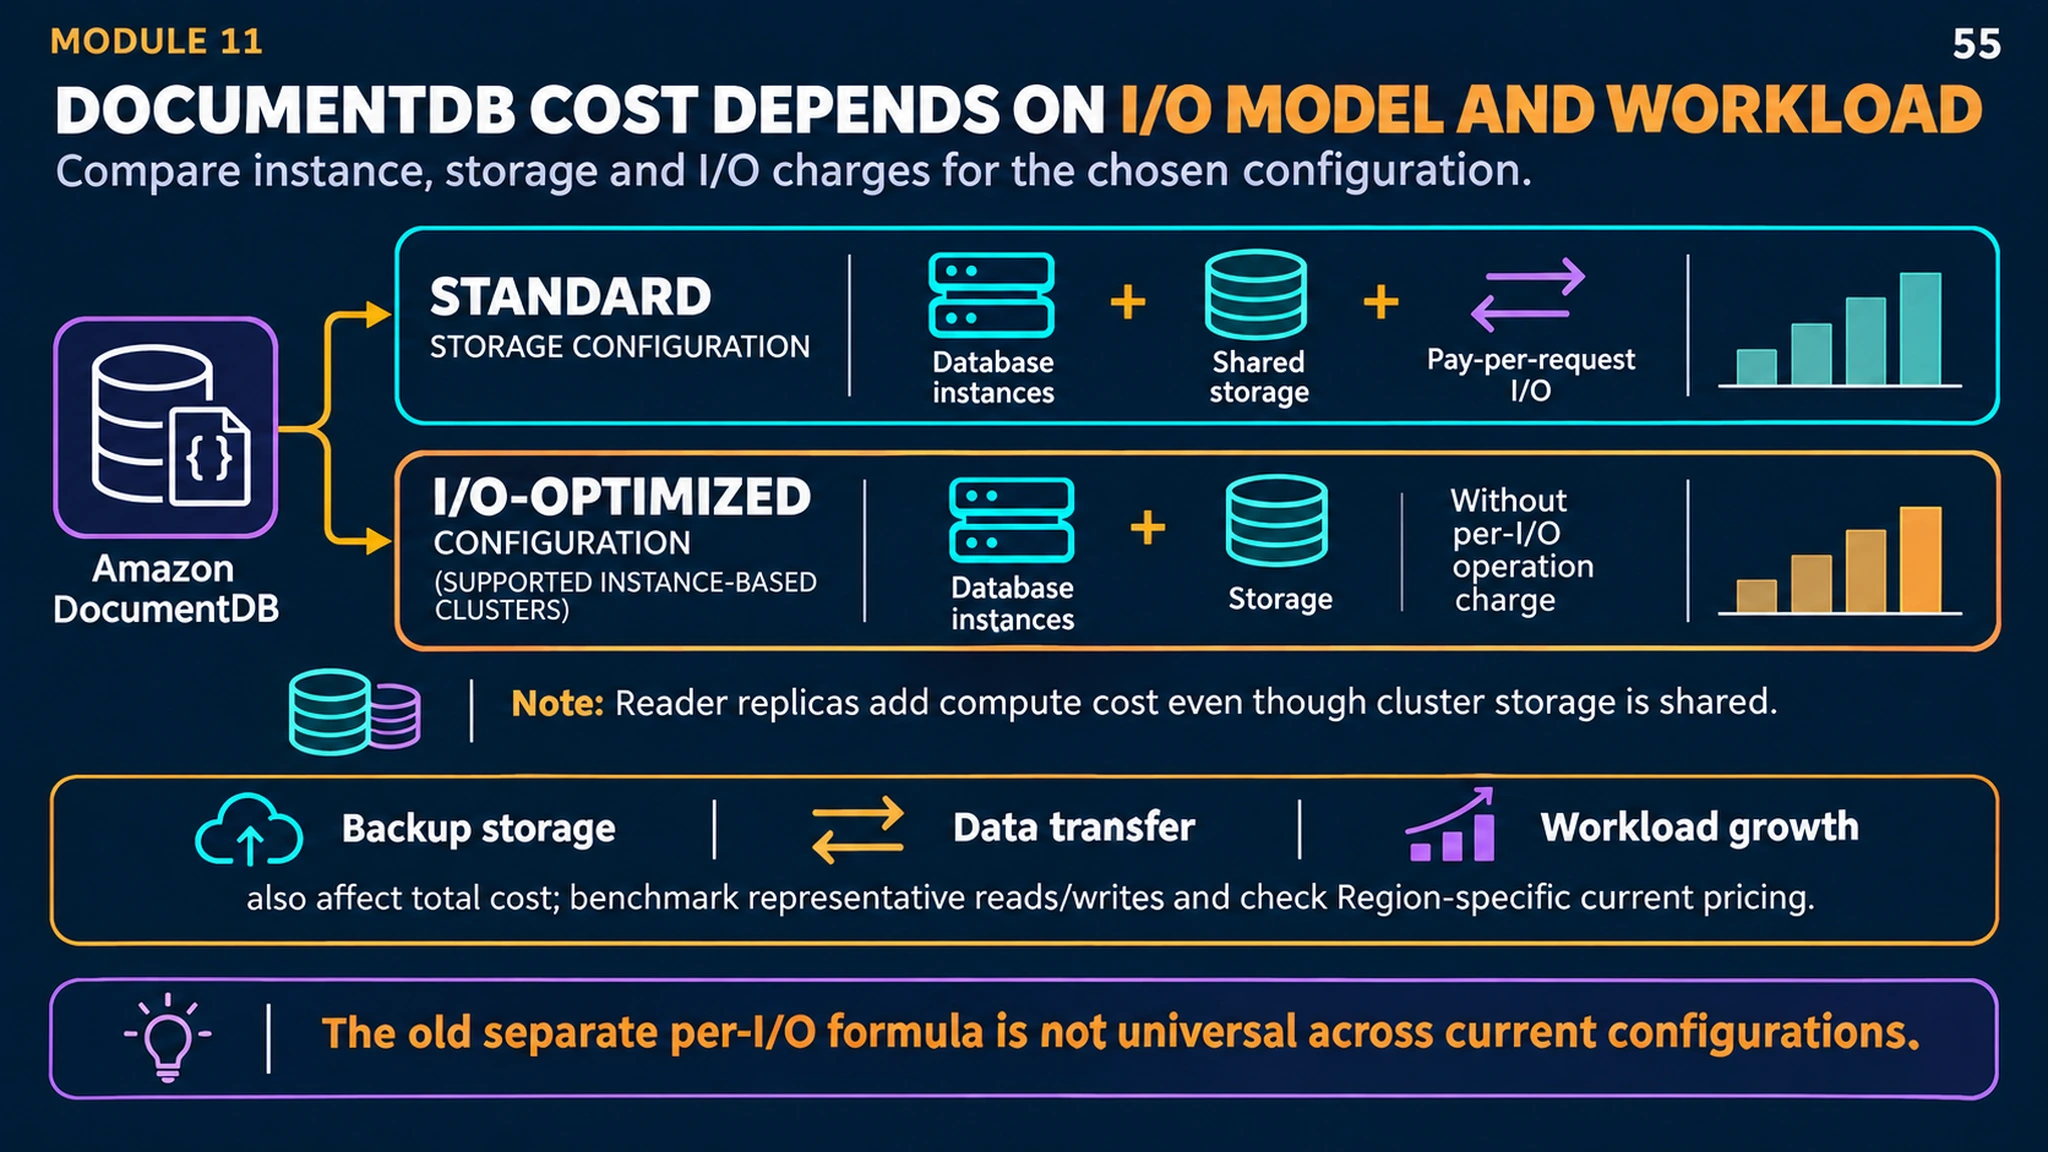 MODULE 11
55
DOCUMENTDB COST DEPENDS ON I/O MODEL AND WORKLOAD
Compare instance, storage and I/O charges for the chosen configuration.
Amazon
DocumentDB
STANDARD
STORAGE CONFIGURATION
Database
instances
+
Shared
storage
+
Pay-per-request
I/O
I/O-OPTIMIZED
CONFIGURATION
(SUPPORTED INSTANCE-BASED
CLUSTERS)
Database
instances
+
Storage
Without
per-I/O
operation
charge
Note: Reader replicas add compute cost even though cluster storage is shared.
Backup storage
Data transfer
Workload growth
also affect total cost; benchmark representative reads/writes and check Region-specific current pricing.
The old separate per-I/O formula is not universal across current configurations.